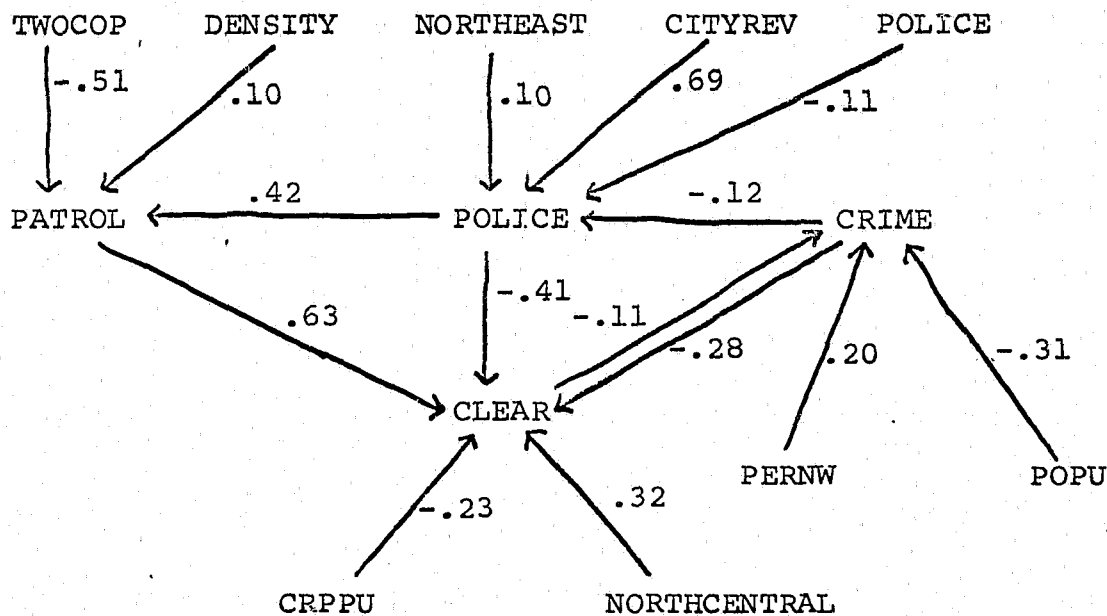 TWOCOP DENSITY NORTHEAST CITYREV POLICE
-.51 .10 .10 .69 -.11
PATROL .42 POLICE -.12 CRIME
.63 -.41 -.11 -.28 .20 -.31
CLEAR
PERNW POPU
-.23 .32
CRPPU NORTHCENTRAL